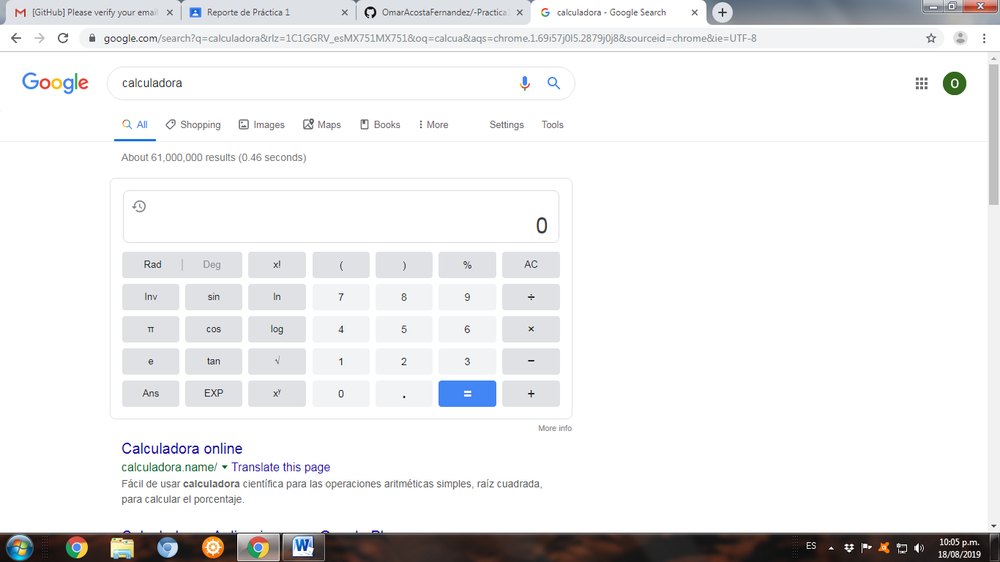 [GitHub] Please verify your email
Reporte de Práctica 1
OmarAcostaFernandez/-Practica1
calculadora - Google Search
google.com/search?q=calculadora&rlz=1C1GGRV_esMX751MX751&oq=calcua&aqs=chrome.1.69i57j0l5.2879j0j8&sourceid=chrome&ie=UTF-8
Google
calculadora
O
All Shopping Images Maps Books More Settings Tools
About 61,000,000 results (0.46 seconds)
0
Rad | Deg x! ( ) % AC
Inv sin ln 7 8 9 ÷
π cos log 4 5 6 ×
e tan √ 1 2 3 −
Ans EXP xʸ 0 . = +
More info
Calculadora online
calculadora.name/ Translate this page
Fácil de usar calculadora científica para las operaciones aritméticas simples, raíz cuadrada,
para calcular el porcentaje.
ES
10:05 p.m.
18/08/2019